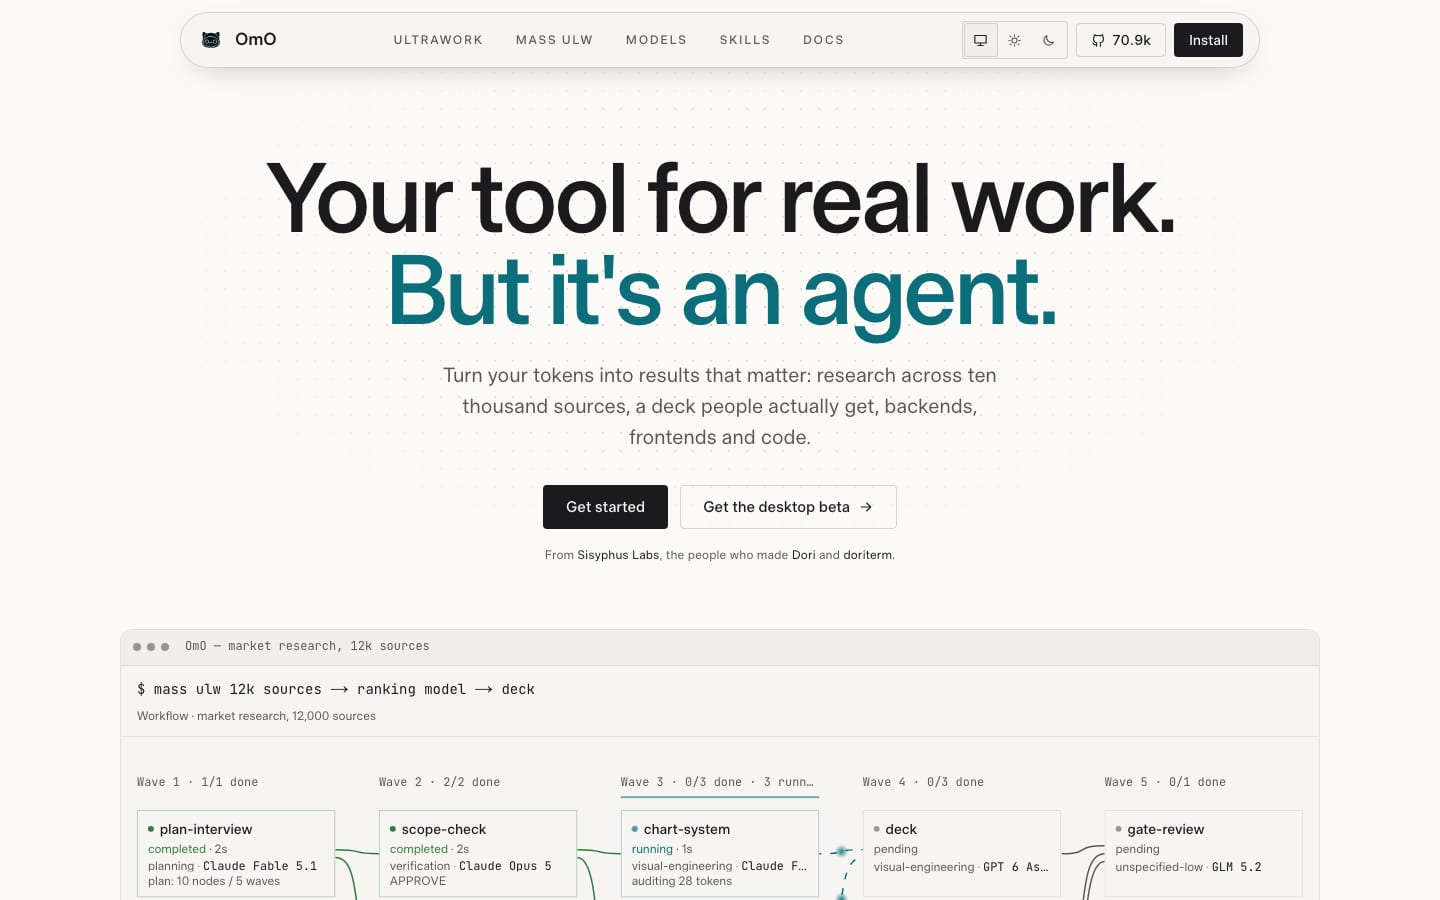 OmO
ULTRAWORK MASS ULW MODELS SKILLS DOCS
70.9k
Install
Your tool for real work.
But it's an agent.
Turn your tokens into results that matter: research across ten
thousand sources, a deck people actually get, backends,
frontends and code.
Get started
Get the desktop beta →
From Sisyphus Labs, the people who made Dori and doriterm.
OmO — market research, 12k sources
$ mass ulw 12k sources → ranking model → deck
Workflow · market research, 12,000 sources
Wave 1 · 1/1 done
plan-interview
completed · 2s
planning · Claude Fable 5.1
plan: 10 nodes / 5 waves
Wave 2 · 2/2 done
scope-check
completed · 2s
verification · Claude Opus 5
APPROVE
Wave 3 · 0/3 done · 3 runn…
chart-system
running · 1s
visual-engineering · Claude F…
auditing 28 tokens
Wave 4 · 0/3 done
deck
pending
visual-engineering · GPT 6 As…
Wave 5 · 0/1 done
gate-review
pending
unspecified-low · GLM 5.2